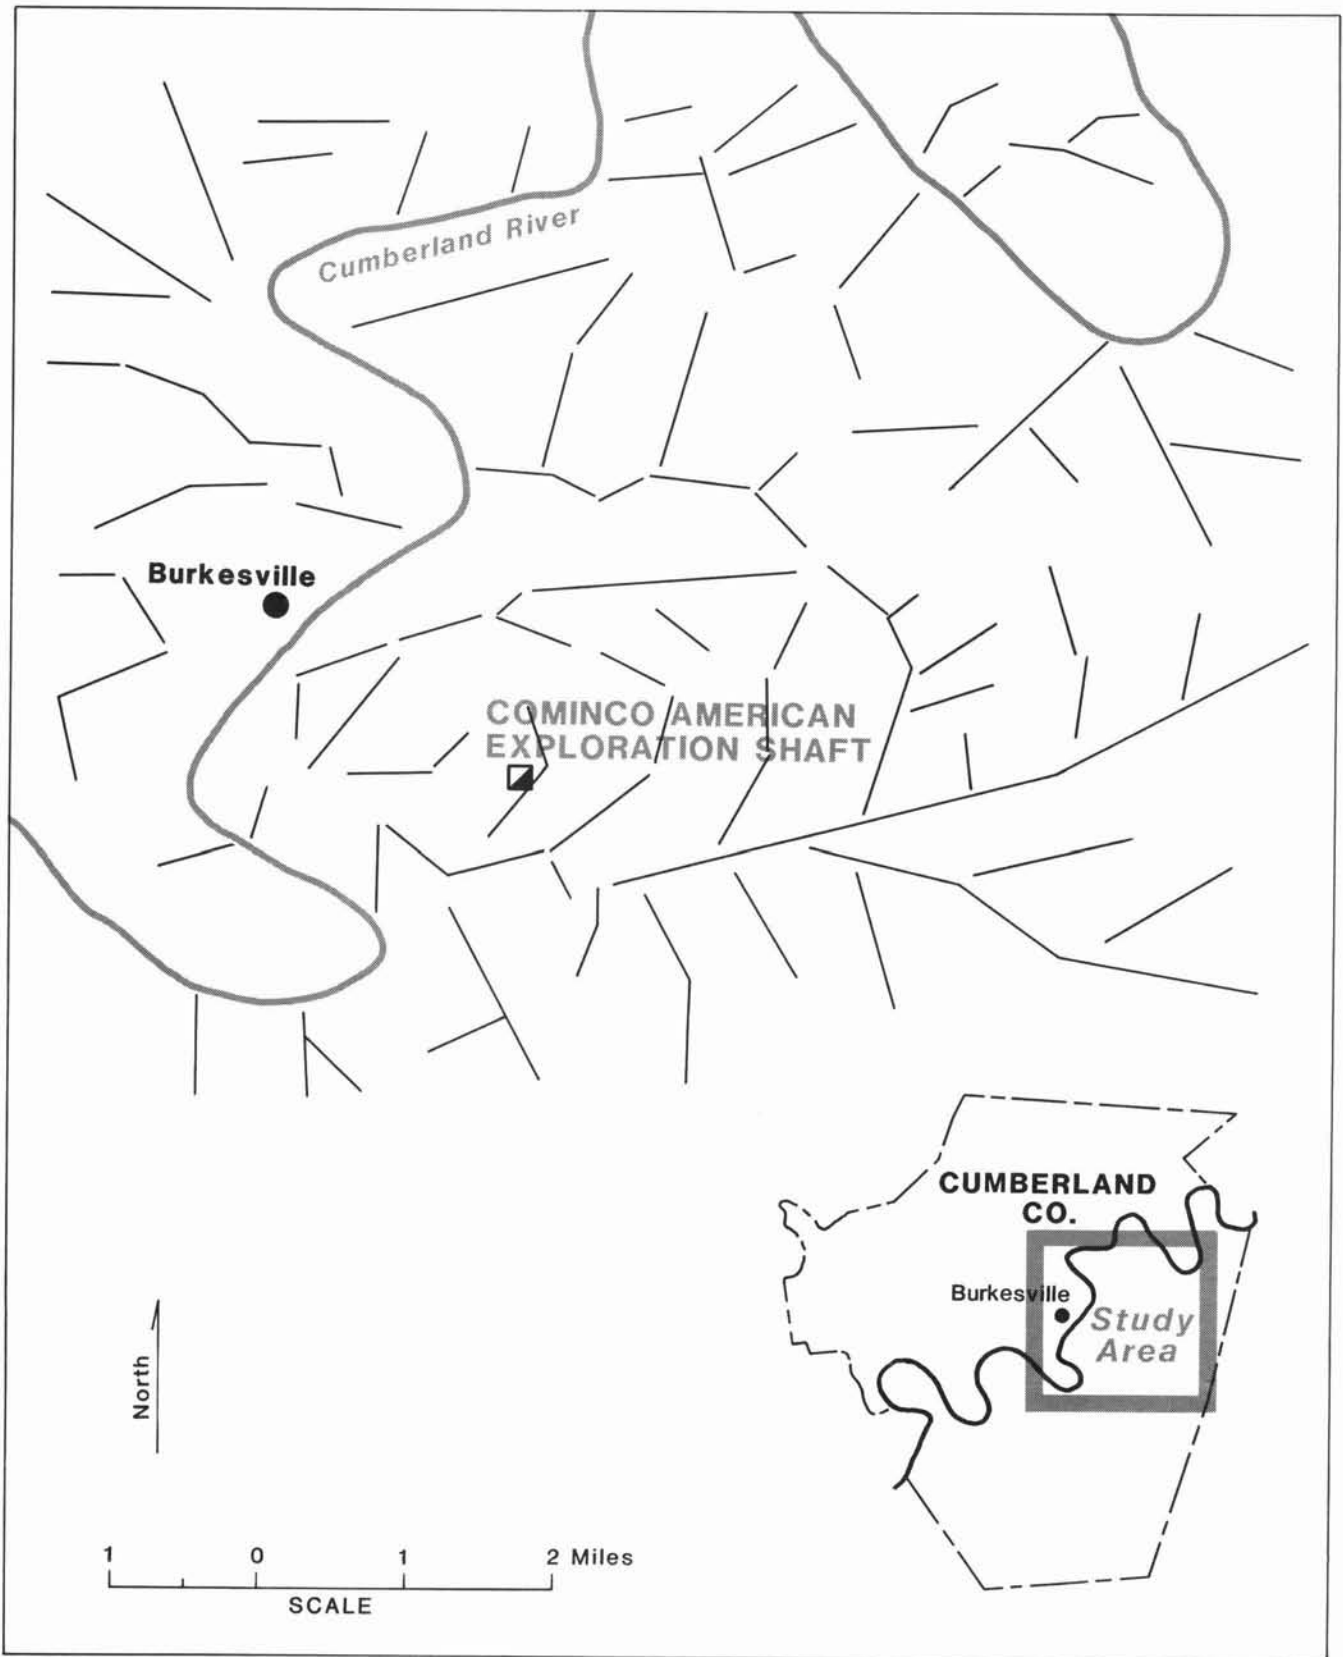 Cumberland River
Burkesville
COMINCO AMERICAN
EXPLORATION SHAFT
CUMBERLAND
CO.
Burkesville
Study
Area
North
1 0 1 2 Miles
SCALE